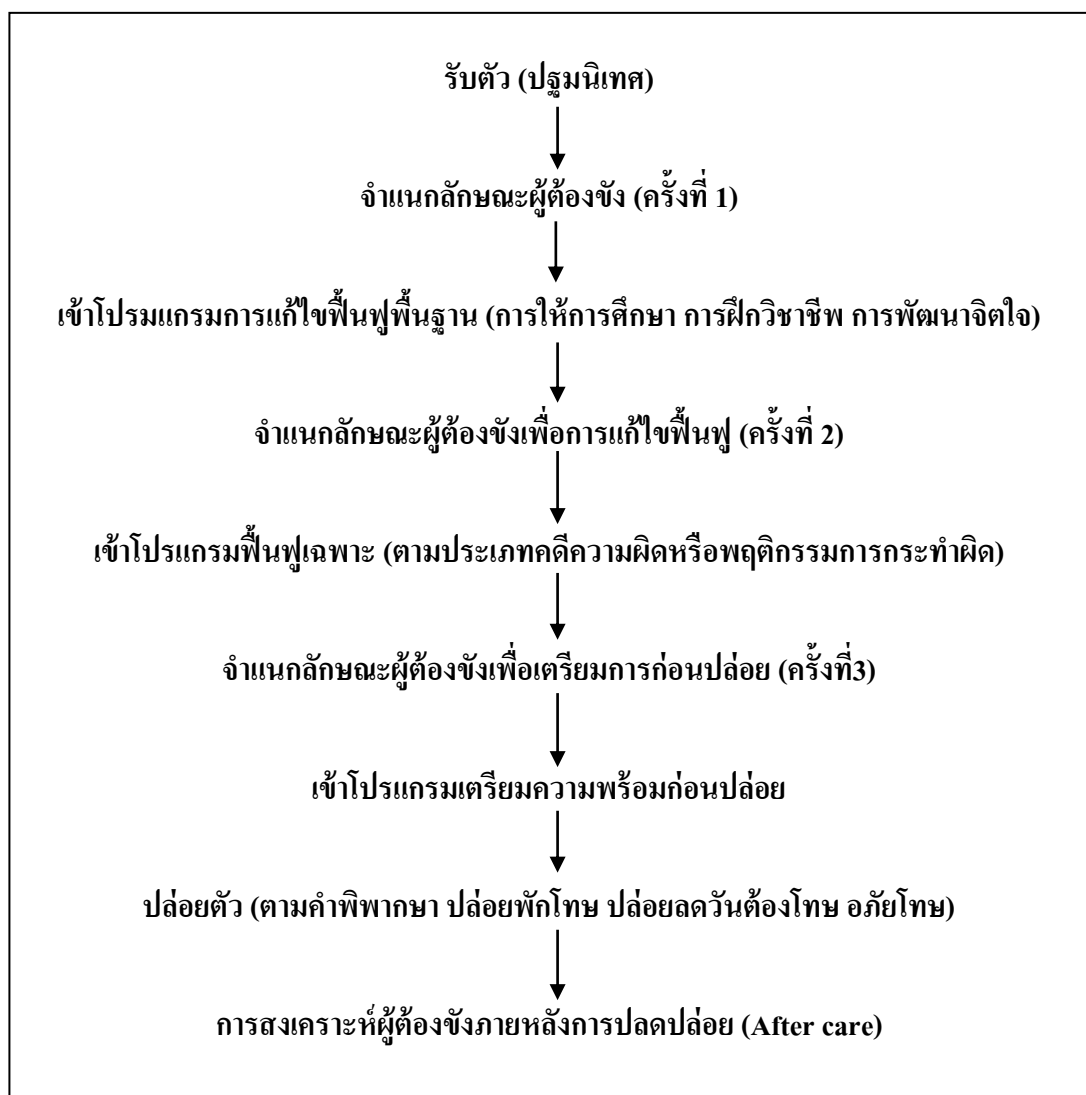 รับตัว (ปฐมนิเทศ)
จำแนกลักษณะผู้ต้องขัง (ครั้งที่ 1)
เข้าโปรมแกรมการแก้ไขฟื้นฟูพื้นฐาน (การให้การศึกษา การฝึกวิชาชีพ การพัฒนาจิตใจ)
จำแนกลักษณะผู้ต้องขังเพื่อการแก้ไขฟื้นฟู (ครั้งที่ 2)
เข้าโปรแกรมฟื้นฟูเฉพาะ (ตามประเภทคดีความผิดหรือพฤติกรรมการกระทำผิด)
จำแนกลักษณะผู้ต้องขังเพื่อเตรียมการก่อนปล่อย (ครั้งที่3)
เข้าโปรแกรมเตรียมความพร้อมก่อนปล่อย
ปล่อยตัว (ตามคำพิพากษา ปล่อยพักโทษ ปล่อยลดวันต้องโทษ อภัยโทษ)
การสงเคราะห์ผู้ต้องขังภายหลังการปลดปล่อย (After care)